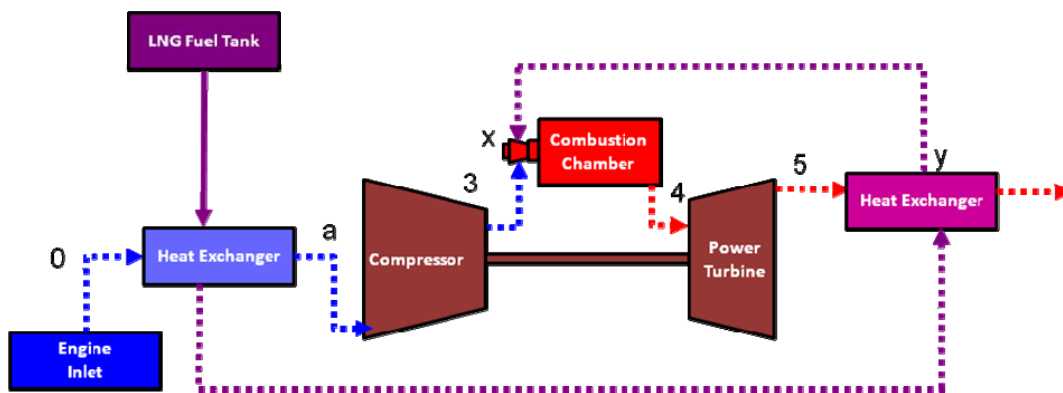 LNG Fuel Tank
x
Combustion
Chamber
3
4
5
y
0
Heat Exchanger
a
Compressor
Power
Turbine
Heat Exchanger
Engine
Inlet